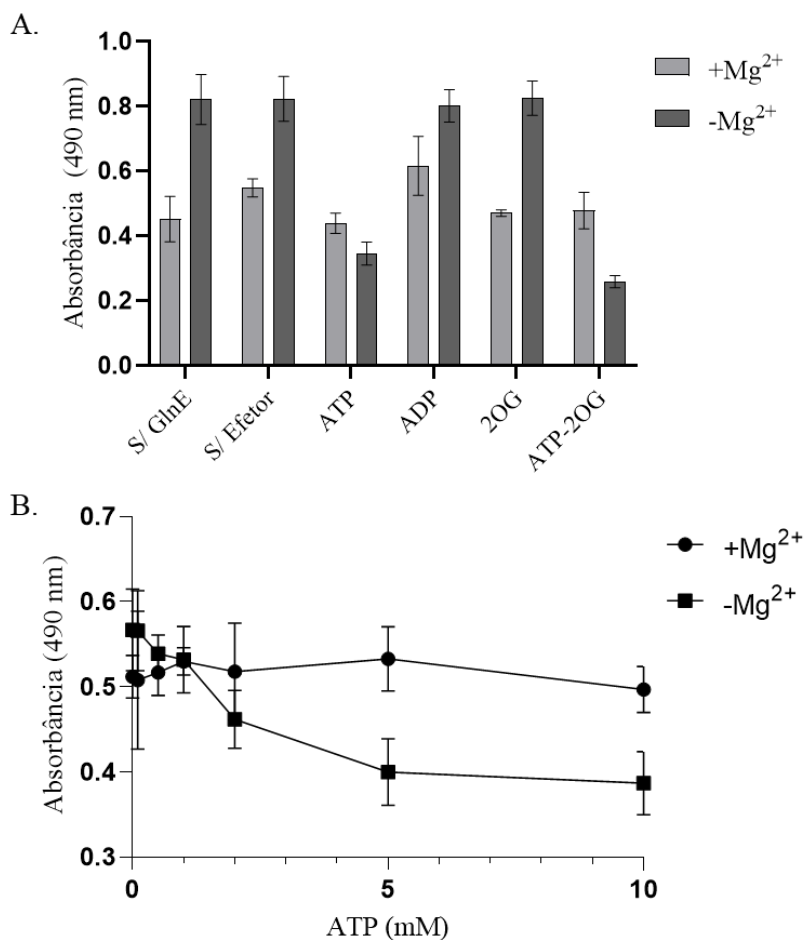 A.
Absorbância (490 nm)
1.0
0.8
0.6
0.4
0.2
0.0
S/ GlnE
S/ Efetor
ATP
ADP
2OG
ATP-2OG
+Mg²⁺
-Mg²⁺
B.
Absorbância (490 nm)
0.7
0.6
0.5
0.4
0.3
0
5
10
ATP (mM)
+Mg²⁺
-Mg²⁺